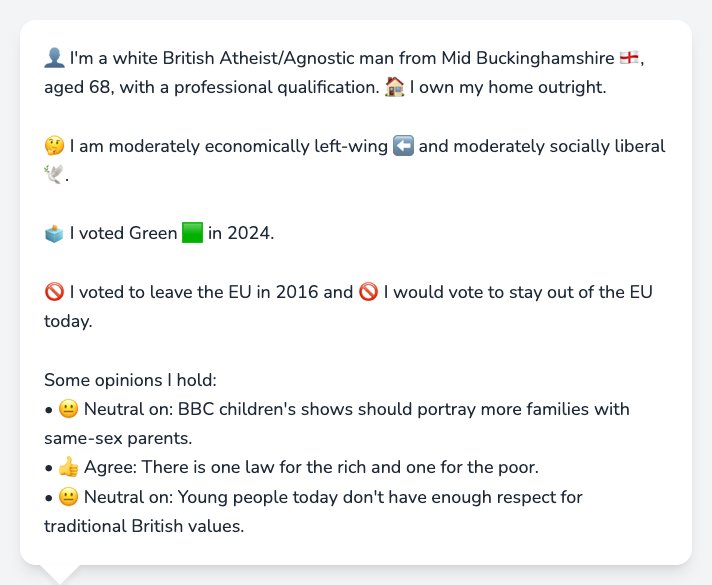 👤 I'm a white British Atheist/Agnostic man from Mid Buckinghamshire 🏴󠁧󠁢󠁥󠁮󠁧󠁿,
aged 68, with a professional qualification. 🏠 I own my home outright.
🤔 I am moderately economically left-wing ⬅️ and moderately socially liberal
🕊️.
🗳️ I voted Green 🟩 in 2024.
🚫 I voted to leave the EU in 2016 and 🚫 I would vote to stay out of the EU
today.
Some opinions I hold:
• 😐 Neutral on: BBC children's shows should portray more families with
same-sex parents.
• 👍 Agree: There is one law for the rich and one for the poor.
• 😐 Neutral on: Young people today don't have enough respect for
traditional British values.